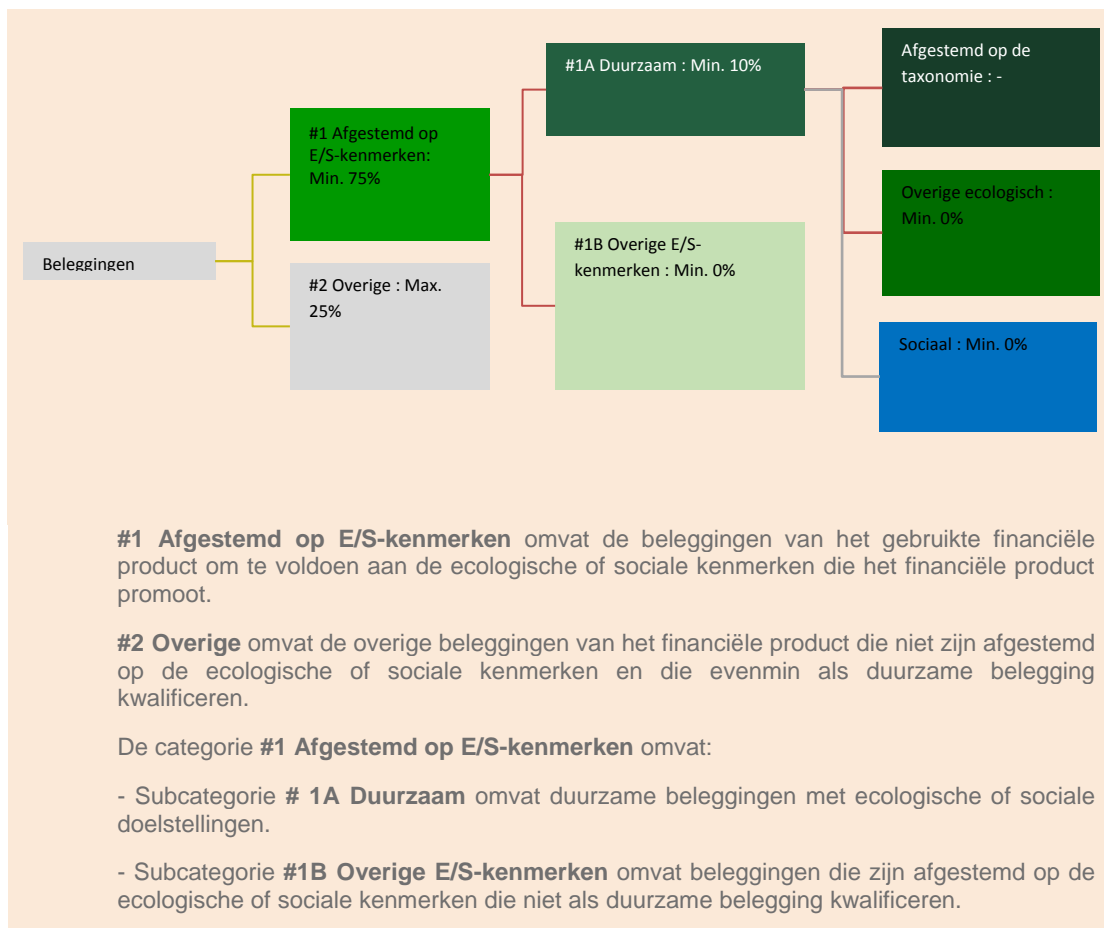 #1A Duurzaam : Min. 10%
Afgestemd op de
taxonomie : -
#1 Afgestemd op
E/S-kenmerken:
Min. 75%
Overige ecologisch :
Min. 0%
#1B Overige E/S-
kenmerken : Min. 0%
Beleggingen
#2 Overige : Max.
25%
Sociaal : Min. 0%
#1 Afgestemd op E/S-kenmerken omvat de beleggingen van het gebruikte financiële
product om te voldoen aan de ecologische of sociale kenmerken die het financiële product
promoot.
#2 Overige omvat de overige beleggingen van het financiële product die niet zijn afgestemd
op de ecologische of sociale kenmerken en die evenmin als duurzame belegging
kwalificeren.
De categorie #1 Afgestemd op E/S-kenmerken omvat:
- Subcategorie # 1A Duurzaam omvat duurzame beleggingen met ecologische of sociale
doelstellingen.
- Subcategorie #1B Overige E/S-kenmerken omvat beleggingen die zijn afgestemd op de
ecologische of sociale kenmerken die niet als duurzame belegging kwalificeren.